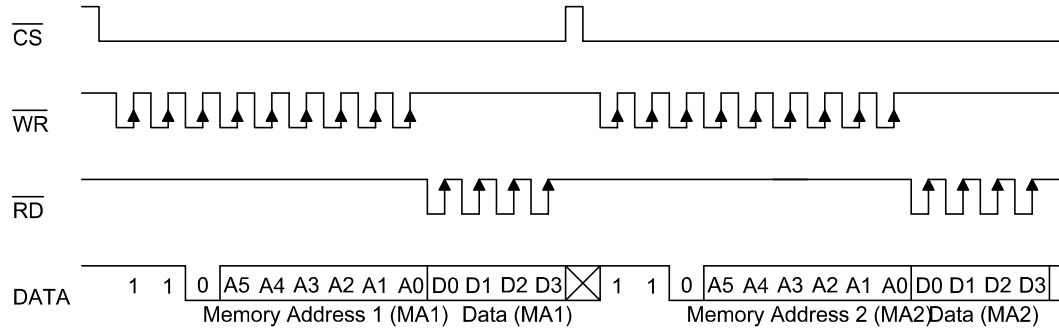 CS
WR
RD
DATA 1 1 0 A5 A4 A3 A2 A1 A0 D0 D1 D2 D3 1 1 0 A5 A4 A3 A2 A1 A0 D0 D1 D2 D3
Memory Address 1 (MA1) Data (MA1) Memory Address 2 (MA2) Data (MA2)